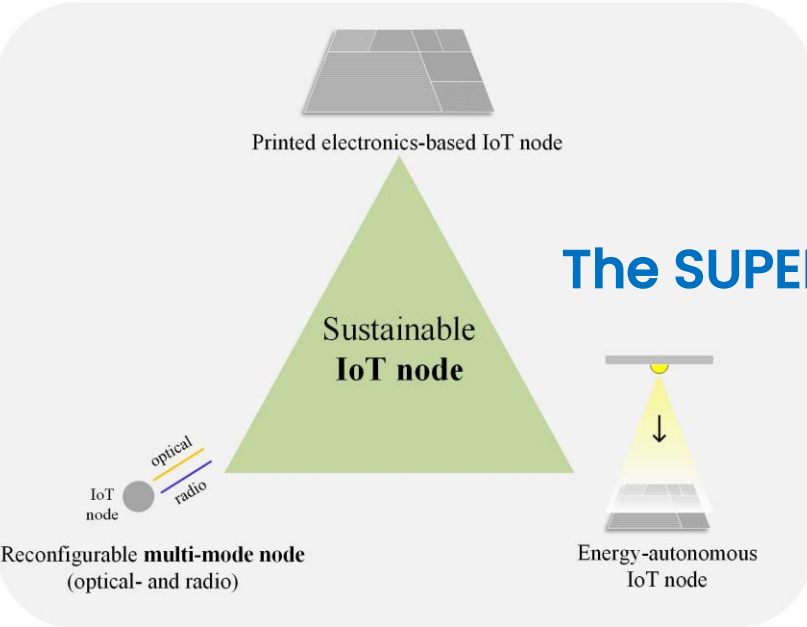 Printed electronics-based IoT node
The SUPE
Sustainable
IoT node
optical
radio
IoT
node
Reconfigurable multi-mode node
(optical- and radio)
Energy-autonomous
IoT node